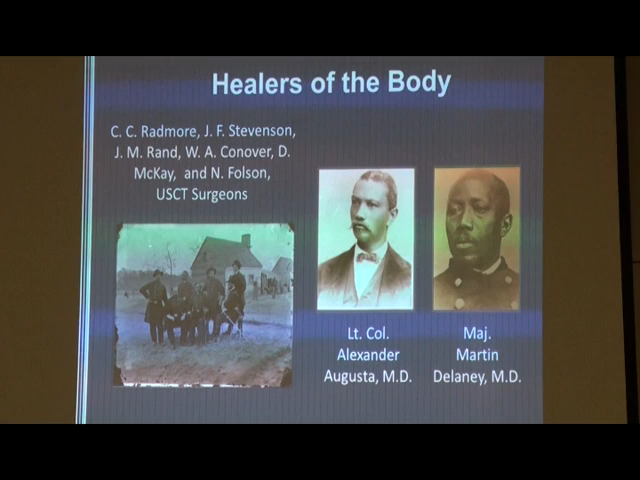 Healers of the Body
C. C. Radmore, J. F. Stevenson,
J. M. Rand, W. A. Conover, D.
McKay, and N. Folson,
USCT Surgeons
Lt. Col.
Alexander
Augusta, M.D.
Maj.
Martin
Delaney, M.D.